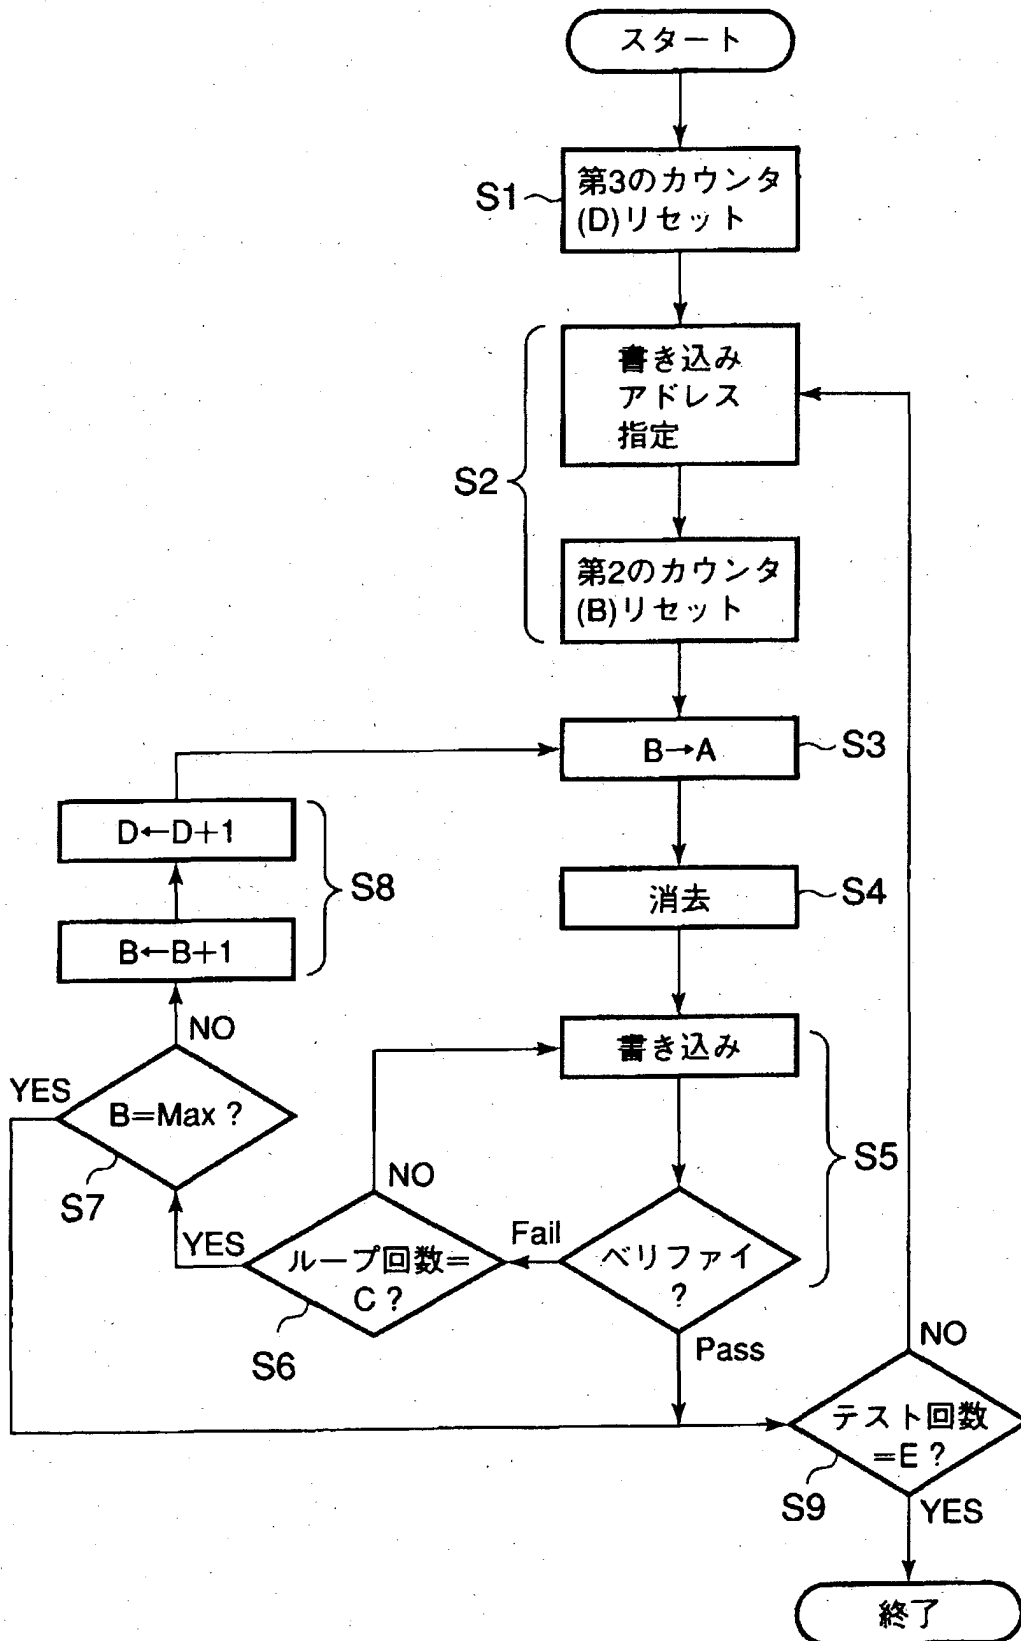 スタート
S1
第3のカウンタ
(D)リセット
S2
書き込み
アドレス
指定
第2のカウンタ
(B)リセット
B→A
S3
D←D+1
S8
消去
S4
B←B+1
NO
書き込み
YES
B=Max ?
S7
S5
NO
YES
ループ回数=
C ?
S6
Fail
ベリファイ
?
Pass
NO
テスト回数
=E ?
S9
YES
終了